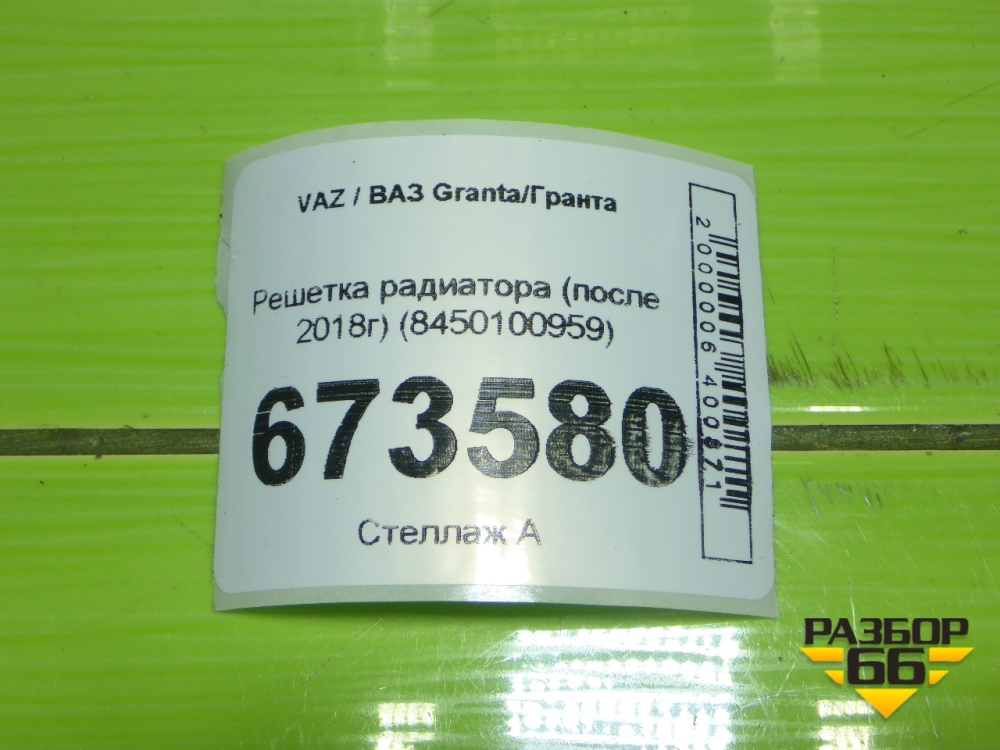 VAZ / ВАЗ Granta/Гранта
Решетка радиатора (после
2018г) (8450100959)
673580
Стеллаж А
2000006400871
РАЗБОР
66